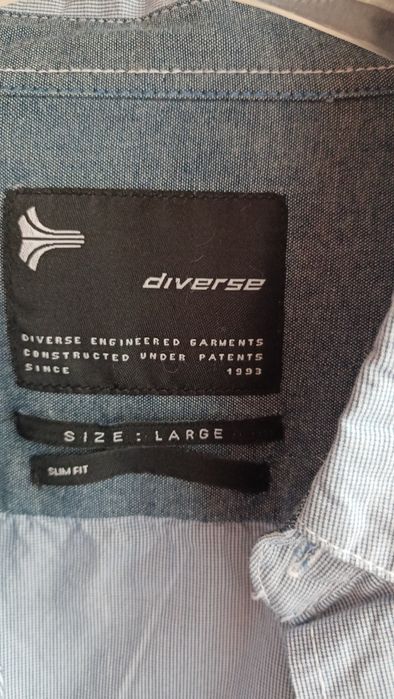 diverse
DIVERSE ENGINEERED GARMENTS
CONSTRUCTED UNDER PATENTS
SINCE 1993
SIZE : LARGE
SLIM FIT